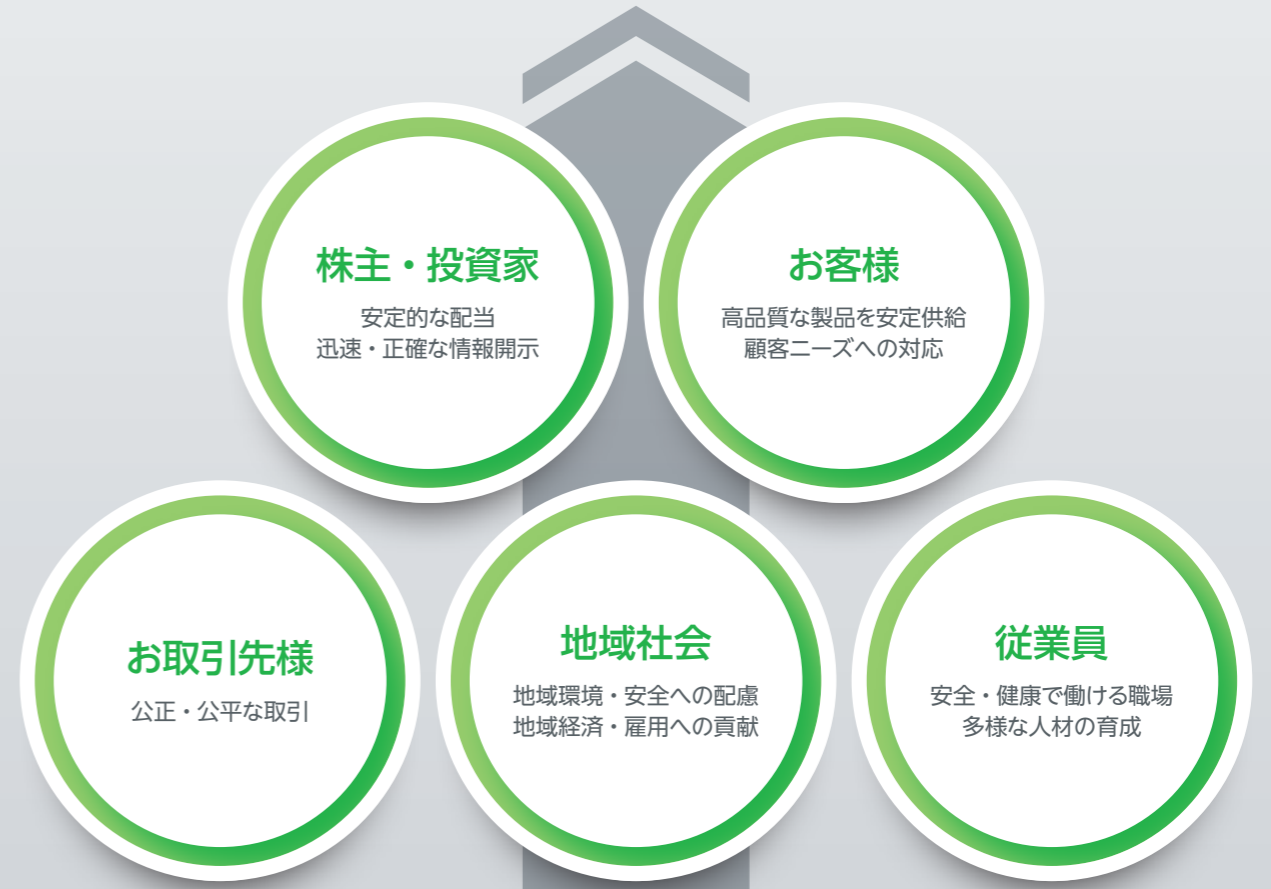 株主・投資家
安定的な配当
迅速・正確な情報開示
お客様
高品質な製品を安定供給
顧客ニーズへの対応
お取引先様
公正・公平な取引
地域社会
地域環境・安全への配慮
地域経済・雇用への貢献
従業員
安全・健康で働ける職場
多様な人材の育成